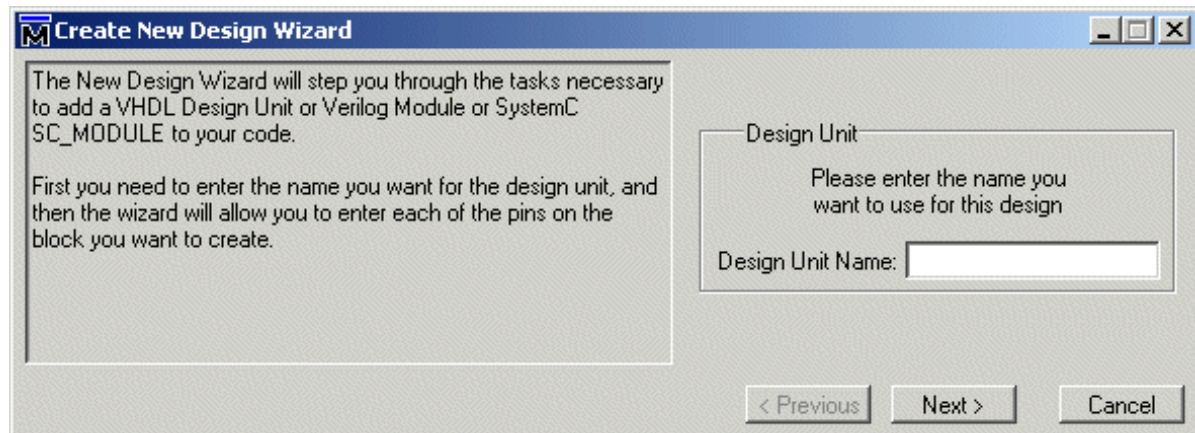 Create New Design Wizard
The New Design Wizard will step you through the tasks necessary
to add a VHDL Design Unit or Verilog Module or SystemC
SC_MODULE to your code.
First you need to enter the name you want for the design unit, and
then the wizard will allow you to enter each of the pins on the
block you want to create.
Design Unit
Please enter the name you
want to use for this design
Design Unit Name:
< Previous
Next >
Cancel